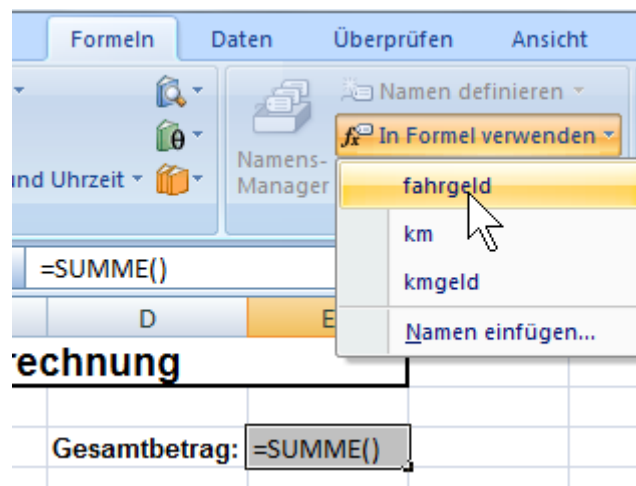 Formeln Daten Überprüfen Ansicht
Namen definieren
In Formel verwenden
Namens-
Manager
und Uhrzeit
fahrgeld
km
kmgeld
Namen einfügen...
=SUMME()
D E
rechnung
Gesamtbetrag: =SUMME()